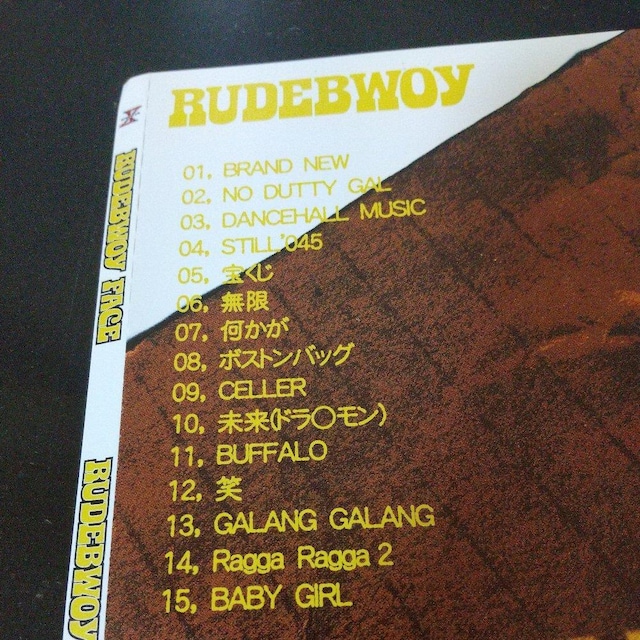 RUDEBWOY
01, BRAND NEW
02, NO DUTTY GAL
03, DANCEHALL MUSIC
04, STILL'045
05, 宝くじ
06, 無限
07, 何かが
08, ボストンバッグ
09, CELLER
10, 未来(ドラ〇モン)
11, BUFFALO
12, 笑
13, GALANG GALANG
14, Ragga Ragga 2
15, BABY GIRL
RUDEBWOY FACE
RUDEBWOY